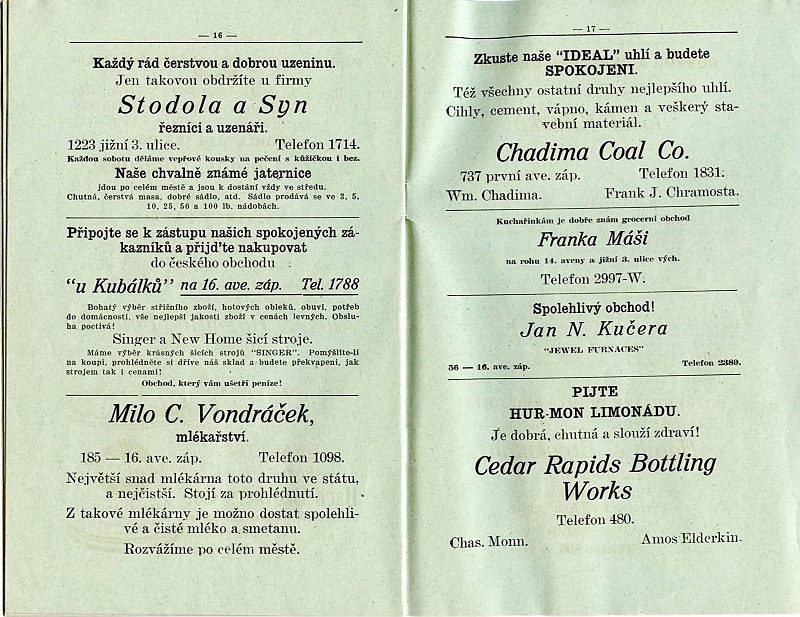 — 16 —
Každý rád čerstvou a dobrou uzeninu.
Jen takovou obdržíte u firmy
Stodola a Syn
řezníci a uzenáři.
1223 jižní 3. ulice. Telefon 1714.
Každou sobotu děláme vepřové kousky na pečení s kůžičkou i bez.
Naše chvalně známé jaternice
jdou po celém městě a jsou k dostání vždy ve středu.
Chutná, čerstvá masa, dobré sádlo, atd. Sádlo prodává se ve 3, 5,
10, 25, 50 a 100 lb. nádobách.
Připojte se k zástupu našich spokojených zá-
kazníků a přijd'te nakupovat
do českého obchodu
"u Kubálků" na 16. ave. záp. Tel. 1788
Bohatý výběr střižního zboží, hotových obleků, obuvi, potřeb
do domácnosti, vše nejlepší jakosti zboží v cenách levných. Obslu-
ha poctivá!
Singer a New Home šicí stroje.
Máme výběr krásných šicích strojů "SINGER". Pomýšlíte-li
na koupi, prohlédněte si dříve náš sklad a budete překvapeni, jak
strojem tak i cenami!
Obchod, který vám ušetří peníze!
Milo C. Vondráček,
mlékařství.
185 — 16. ave. záp. Telefon 1098.
Největší snad mlékárna toto druhu ve státu,
a nejčistší. Stojí za prohlédnutí.
Z takové mlékárny je možno dostat spolehli-
vé a čisté mléko a smetanu.
Rozvážíme po celém městě.
— 17 —
Zkuste naše "IDEAL" uhlí a budete
SPOKOJENI.
Též všechny ostatní druhy nejlepšího uhlí.
Cihly, cement, vápno, kámen a veškerý sta-
vební materiál.
Chadima Coal Co.
737 první ave. záp. Telefon 1831.
Wm. Chadima. Frank J. Chramosta.
Kuchařinkám je dobře znám grocerní obchod
Franka Máši
na rohu 14. aveny a jižní 3. ulice vých.
Telefon 2997-W.
Spolehlivý obchod!
Jan N. Kučera
"JEWEL FURNACES"
56 — 16. ave. záp. Telefon 2389.
PIJTE
HUR-MON LIMONÁDU.
Je dobrá, chutná a slouží zdraví!
Cedar Rapids Bottling
Works
Telefon 480.
Chas. Monn. Amos Elderkin.